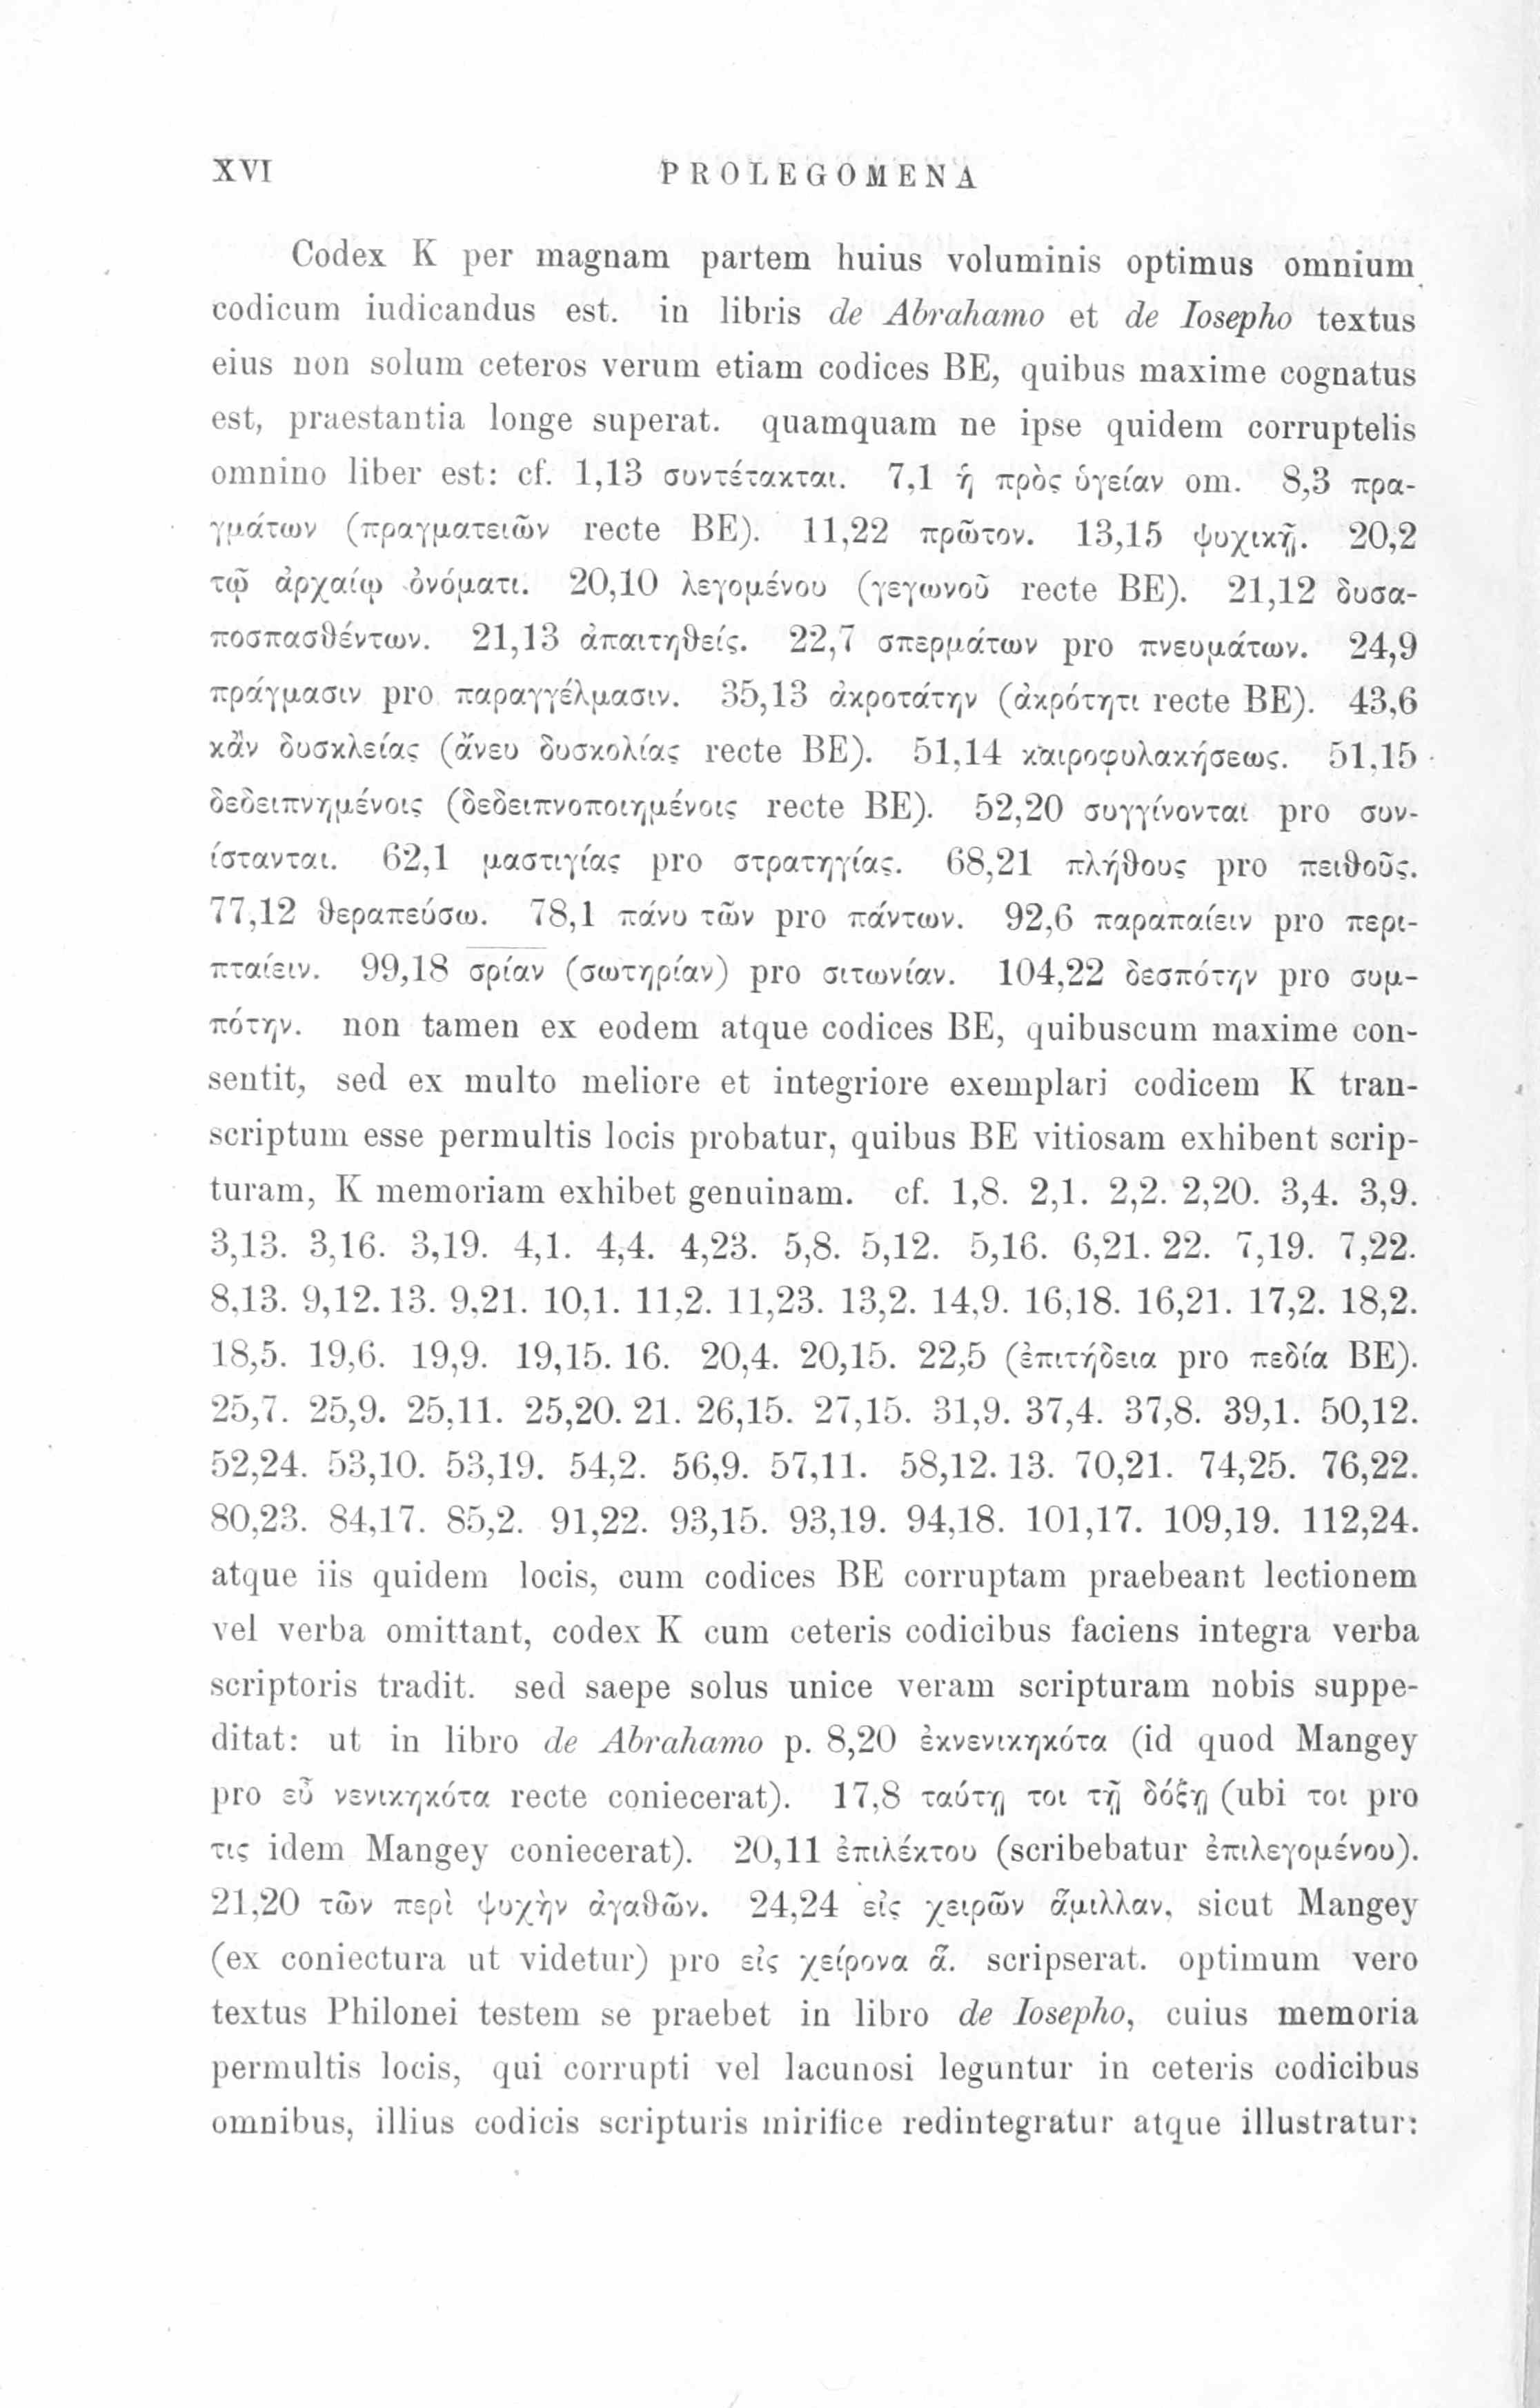 XVI PROLEGOMENA
Codex K per magnam partem huius voluminis optimus omnium
codicum iudicandus est. in libris de Abrahamo et de Iosepho textus
eius non solum ceteros verum etiam codices BE, quibus maxime cognatus
est, praestantia longe superat. quamquam ne ipse quidem corruptelis
omnino liber est: cf. 1,13 συντέτακται. 7,1 ἡ πρὸς ὑγείαν om. 8,3 πρα-
γμάτων (πραγματειῶν recte BE). 11,22 πρῶτον. 13,15 ψυχικῇ. 20,2
τῷ ἀρχαίῳ ὀνόματι. 20,10 λεγομένου (γεγωνοῦ recte BE). 21,12 δυσα-
ποσπασθέντων. 21,13 ἀπαιτηθείς. 22,7 σπερμάτων pro πνευμάτων. 24,9
πράγμασιν pro παραγγέλμασιν. 35,13 ἀκροτάτην (ἀκρότητι recte BE). 43,6
κἂν δυσκλείας (ἄνευ δυσκολίας recte BE). 51,14 καιροφυλακήσεως. 51,15
δεδειπνημένοις (δεδειπνοποιημένοις recte BE). 52,20 συγγίνονται pro συν-
ίστανται. 62,1 μαστιγίας pro στρατηγίας. 68,21 πλήθους pro πειθοῦς.
77,12 θεραπεύσω. 78,1 πάνυ τῶν pro πάντων. 92,6 παραπαίειν pro περι-
πταίειν. 99,18 σρίαν (σωτηρίαν) pro σιτωνίαν. 104,22 δεσπότην pro συμ-
πότην. non tamen ex eodem atque codices BE, quibuscum maxime con-
sentit, sed ex multo meliore et integriore exemplari codicem K tran-
scriptum esse permultis locis probatur, quibus BE vitiosam exhibent scrip-
turam, K memoriam exhibet genuinam. cf. 1,8. 2,1. 2,2. 2,20. 3,4. 3,9.
3,13. 3,16. 3,19. 4,1. 4,4. 4,23. 5,8. 5,12. 5,16. 6,21. 22. 7,19. 7,22.
8,13. 9,12. 13. 9,21. 10,1. 11,2. 11,23. 13,2. 14,9. 16,18. 16,21. 17,2. 18,2.
18,5. 19,6. 19,9. 19,15. 16. 20,4. 20,15. 22,5 (ἐπιτήδεια pro πεδία BE).
25,7. 25,9. 25,11. 25,20. 21. 26,15. 27,15. 31,9. 37,4. 37,8. 39,1. 50,12.
52,24. 53,10. 53,19. 54,2. 56,9. 57,11. 58,12. 13. 70,21. 74,25. 76,22.
80,23. 84,17. 85,2. 91,22. 93,15. 93,19. 94,18. 101,17. 109,19. 112,24.
atque iis quidem locis, cum codices BE corruptam praebeant lectionem
vel verba omittant, codex K cum ceteris codicibus faciens integra verba
scriptoris tradit. sed saepe solus unice veram scripturam nobis suppe-
ditat: ut in libro de Abrahamo p. 8,20 ἐκνενικηκότα (id quod Mangey
pro εὖ νενικηκότα recte coniecerat). 17,8 ταύτῃ τοι τῇ δόξῃ (ubi τοι pro
τις idem Mangey coniecerat). 20,11 ἐπιλέκτου (scribebatur ἐπιλεγομένου).
21,20 τῶν περὶ ψυχὴν ἀγαθῶν. 24,24 εἰς χειρῶν ἅμιλλαν, sicut Mangey
(ex coniectura ut videtur) pro εἰς χείρονα ἅ. scripserat. optimum vero
textus Philonei testem se praebet in libro de Iosepho, cuius memoria
permultis locis, qui corrupti vel lacunosi leguntur in ceteris codicibus
omnibus, illius codicis scripturis mirifice redintegratur atque illustratur: